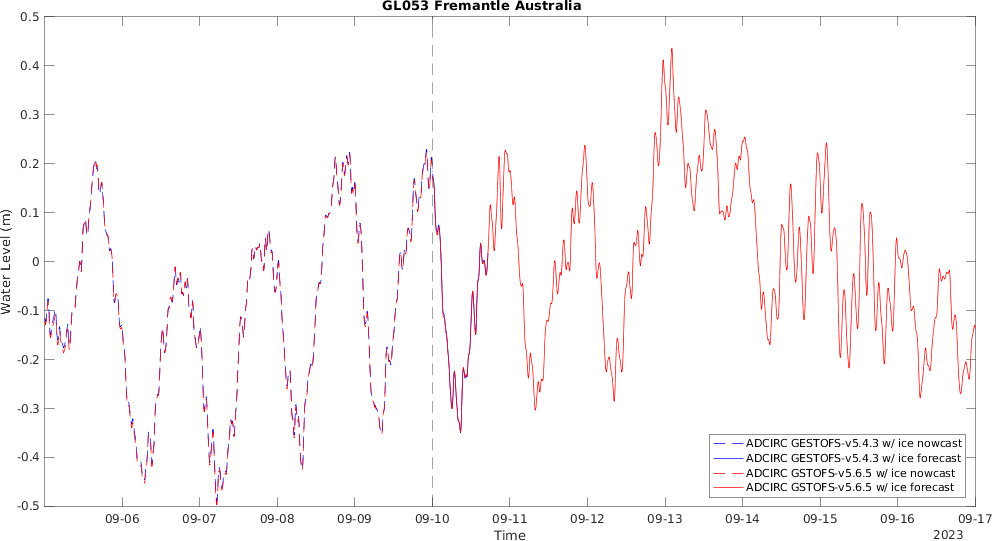 GL053 Fremantle Australia
0.5
0.4
0.3
0.2
0.1
0
-0.1
-0.2
-0.3
-0.4
-0.5
Water Level (m)
09-06 09-07 09-08 09-09 09-10 09-11 09-12 09-13 09-14 09-15 09-16 09-17
Time
2023
ADCIRC GESTOFS-v5.4.3 w/ ice nowcast
ADCIRC GESTOFS-v5.4.3 w/ ice forecast
ADCIRC GSTOFS-v5.6.5 w/ ice nowcast
ADCIRC GSTOFS-v5.6.5 w/ ice forecast